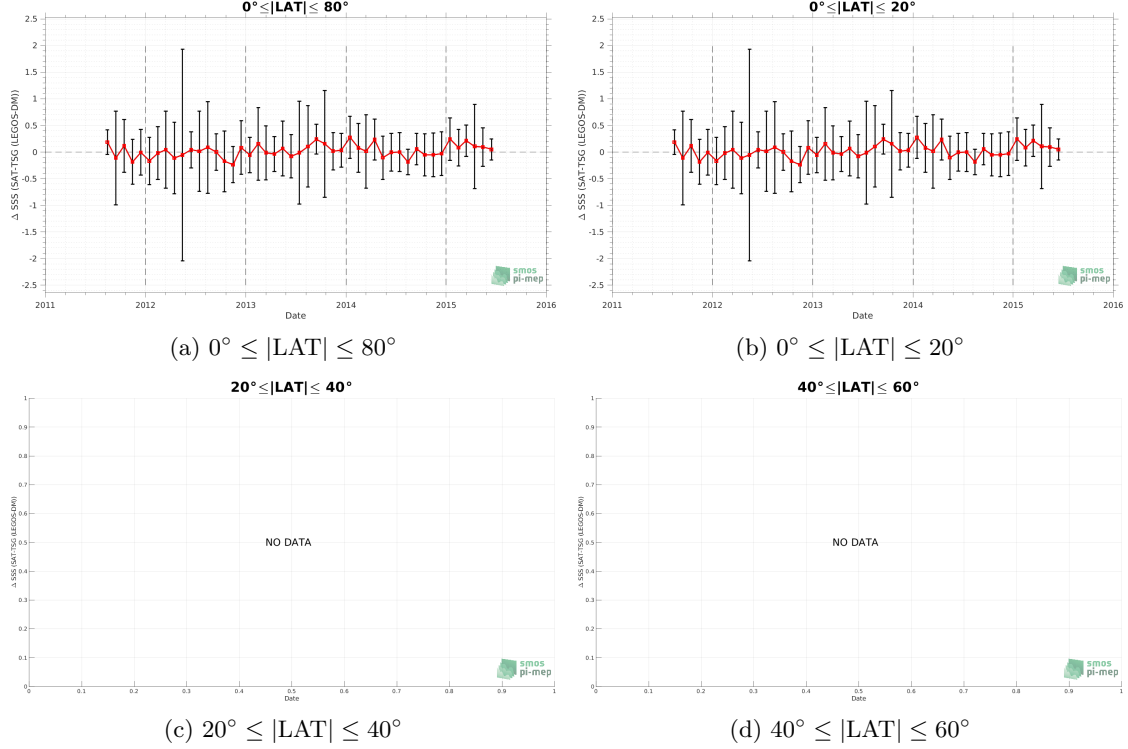 0°≤|LAT|≤ 80°
2.5
2
1.5
1
0.5
0
-0.5
-1
-1.5
-2
-2.5
Δ SSS (SAT-TSG (LEGOS-DM))
smos
pi-mep
2011 2012 2013 2014 2015 2016
Date
(a) 0° ≤ |LAT| ≤ 80°
0°≤|LAT|≤ 20°
2.5
2
1.5
1
0.5
0
-0.5
-1
-1.5
-2
-2.5
Δ SSS (SAT-TSG (LEGOS-DM))
smos
pi-mep
2011 2012 2013 2014 2015 2016
Date
(b) 0° ≤ |LAT| ≤ 20°
20°≤|LAT|≤ 40°
1
0.9
0.8
0.7
0.6
0.5
0.4
0.3
0.2
0.1
0
Δ SSS (SAT-TSG (LEGOS-DM))
NO DATA
smos
pi-mep
0 0.1 0.2 0.3 0.4 0.5 0.6 0.7 0.8 0.9 1
Date
(c) 20° ≤ |LAT| ≤ 40°
40°≤|LAT|≤ 60°
1
0.9
0.8
0.7
0.6
0.5
0.4
0.3
0.2
0.1
0
Δ SSS (SAT-TSG (LEGOS-DM))
NO DATA
smos
pi-mep
0 0.1 0.2 0.3 0.4 0.5 0.6 0.7 0.8 0.9 1
Date
(d) 40° ≤ |LAT| ≤ 60°